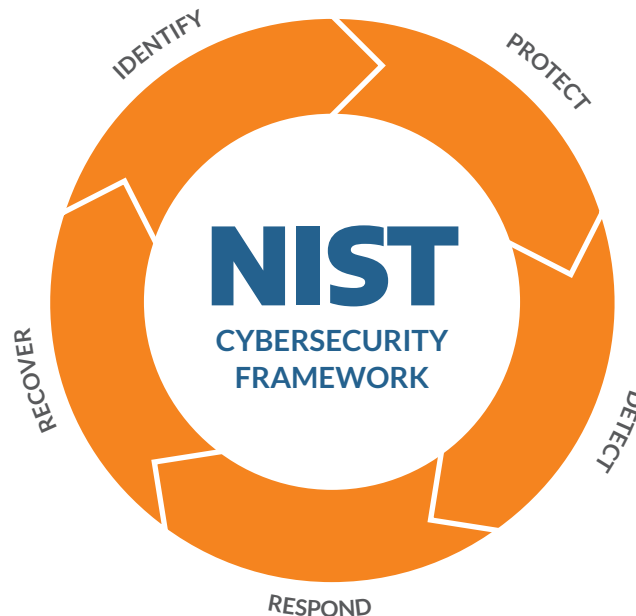 IDENTIFY
PROTECT
NIST
CYBERSECURITY
FRAMEWORK
RECOVER
DETECT
RESPOND